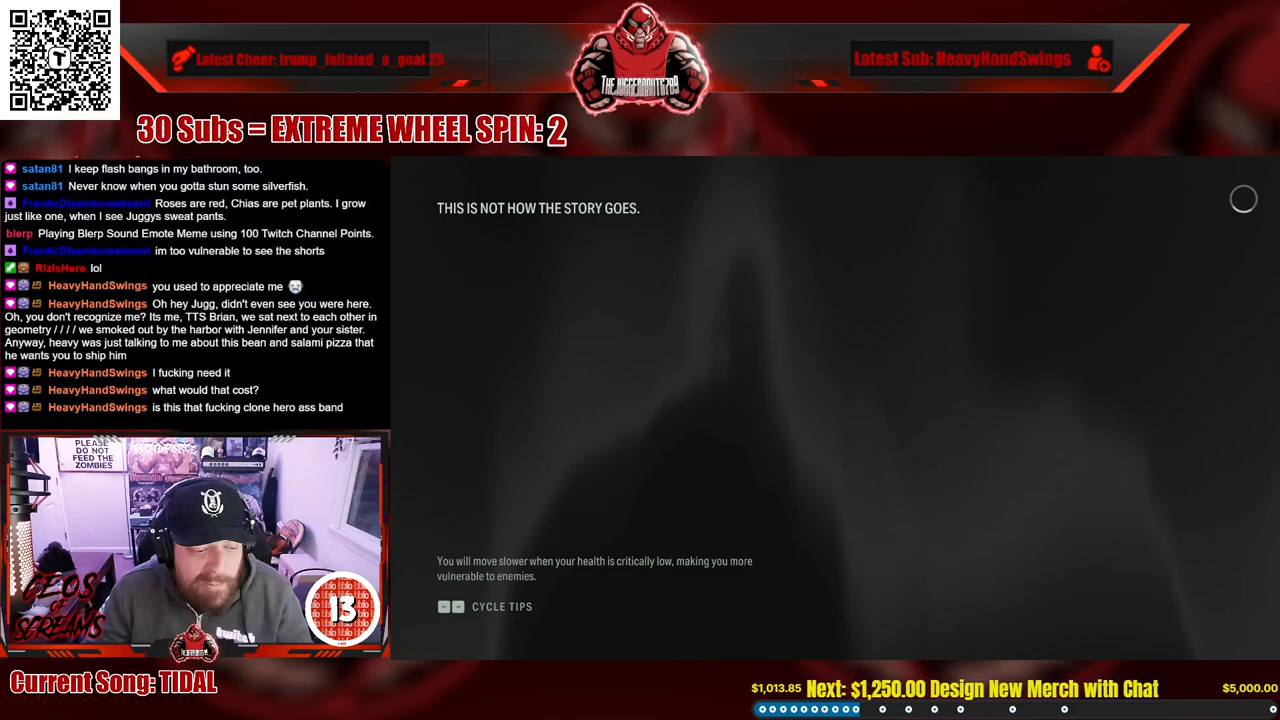 Latest Cheer: trump_fellated_a_goat 25
THEJUGGERNAUT6789
Latest Sub: HeavyHandSwings
30 Subs = EXTREME WHEEL SPIN: 2
satan81 I keep flash bangs in my bathroom, too.
satan81 Never know when you gotta stun some silverfish.
FranticDisembowelment Roses are red, Chias are pet plants. I grow
just like one, when I see Juggys sweat pants.
blerp Playing Blerp Sound Emote Meme using 100 Twitch Channel Points.
FranticDisembowelment im too vulnerable to see the shorts
RizIsHere lol
HeavyHandSwings you used to appreciate me
HeavyHandSwings Oh hey Jugg, didn't even see you were here.
Oh, you don't recognize me? Its me, TTS Brian, we sat next to each other in
geometry / / / / we smoked out by the harbor with Jennifer and your sister.
Anyway, heavy was just talking to me about this bean and salami pizza that
he wants you to ship him
HeavyHandSwings I fucking need it
HeavyHandSwings what would that cost?
HeavyHandSwings is this that fucking clone hero ass band
THIS IS NOT HOW THE STORY GOES.
You will move slower when your health is critically low, making you more
vulnerable to enemies.
CYCLE TIPS
PLEASE
DO NOT
FEED THE
ZOMBIES
CEOS
OF
SCREAMS
13
twitch
Current Song: TIDAL
$1,013.85 Next: $1,250.00 Design New Merch with Chat $5,000.00